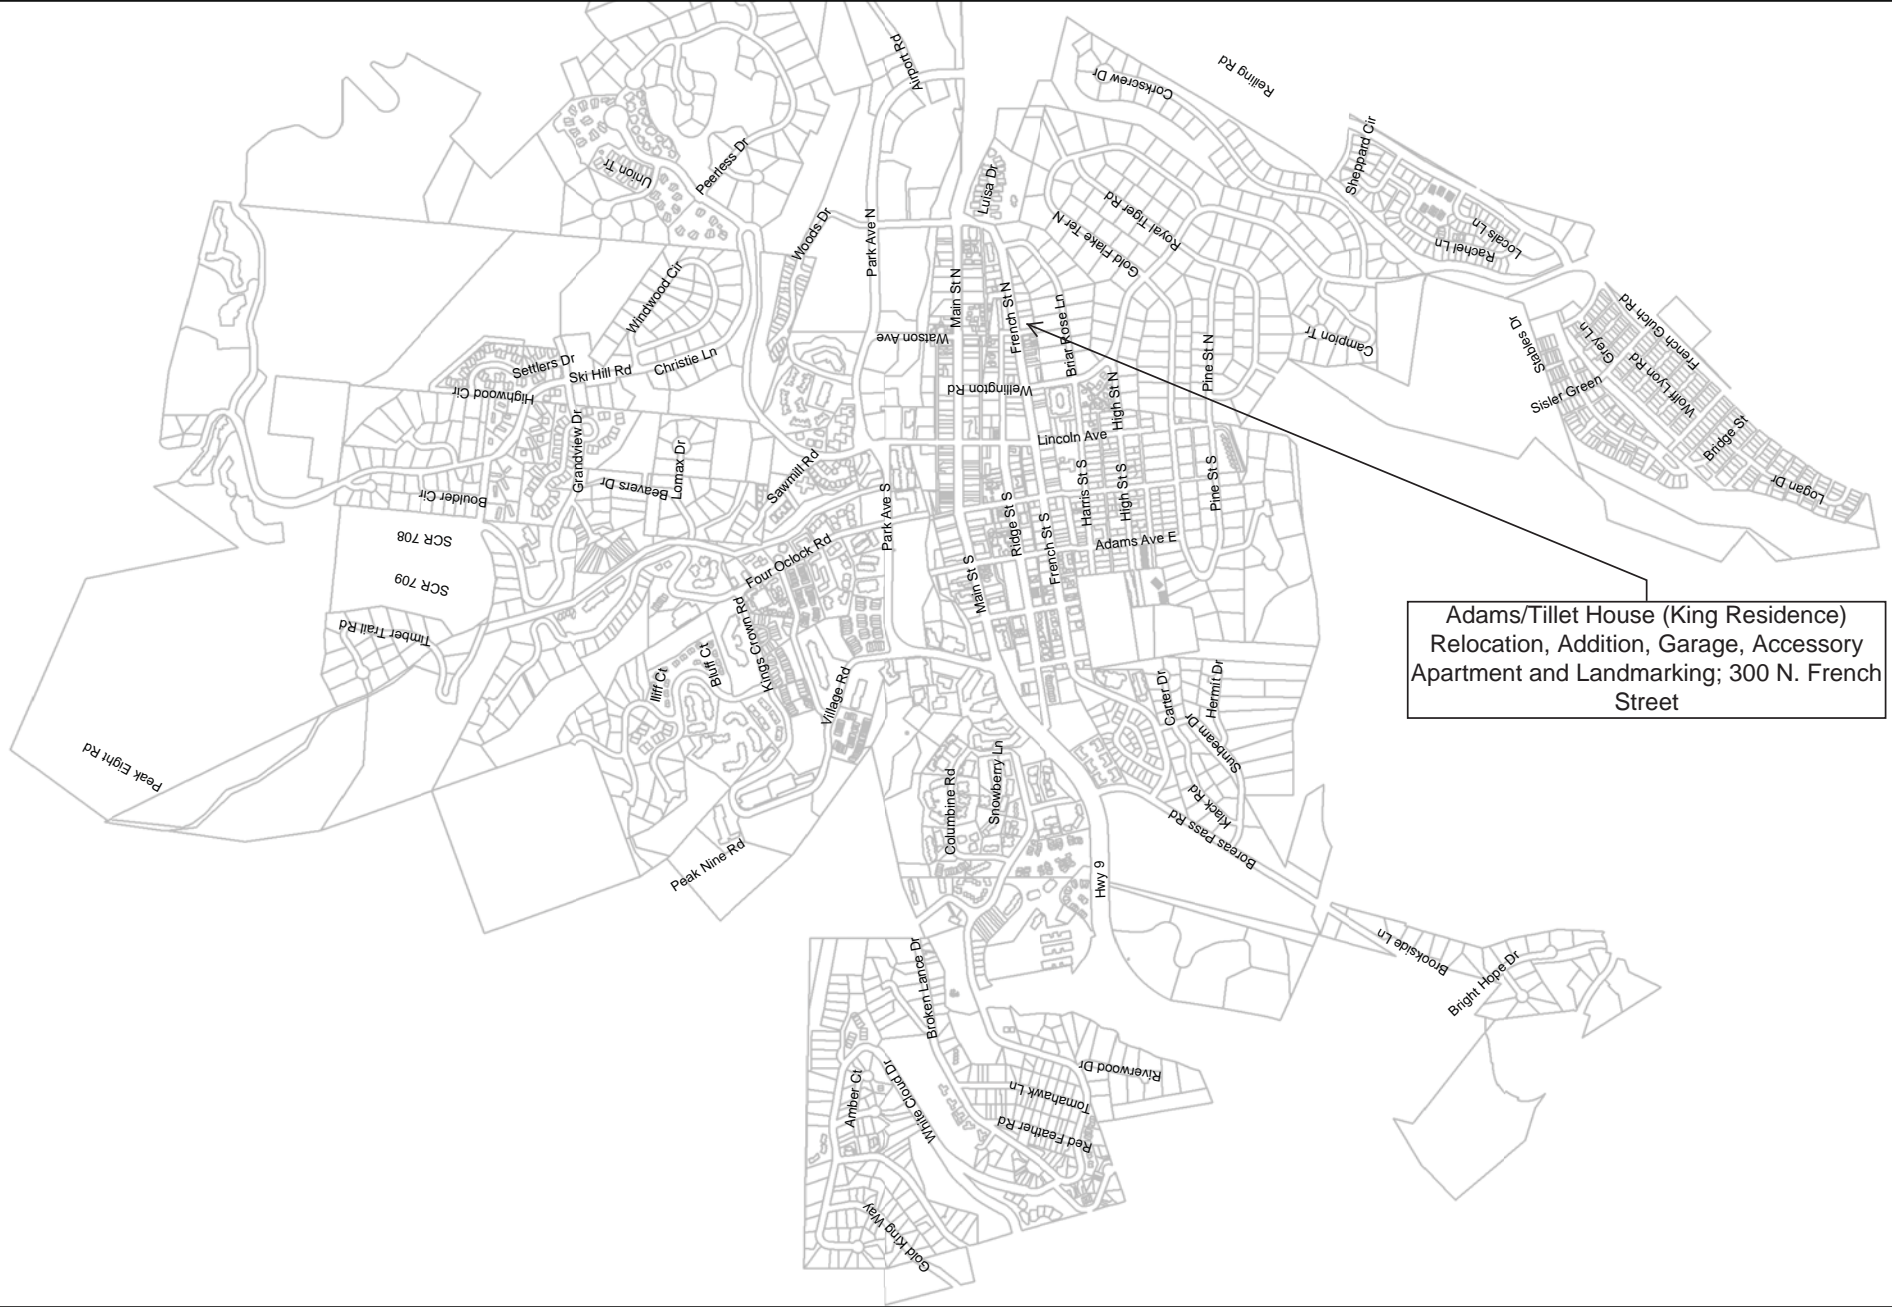 Airport Rd
Reiling Rd
Corkscrew Dr
Sheppard Cir
Union Tr
Peerless Dr
Luisa Dr
Royal Tiger Rd
Gold Flake Ter N
Locals Ln
Rachel Ln
Woods Dr
Park Ave N
Windwood Cir
Main St N
French St N
Briar Rose Ln
Watson Ave
Campion Tr
Stables Dr
Grey Ln
French Gulch Rd
Wolff Lyon Rd
Sisler Green
Bridge St
Logan Dr
Settlers Dr
Ski Hill Rd
Christie Ln
Highwood Cir
Wellington Rd
Pine St N
High St N
Lincoln Ave
Grandview Dr
Lomax Dr
Beavers Dr
Boulder Cir
Sawmill Rd
Park Ave S
Ridge St S
French St S
Harris St S
High St S
Pine St S
Adams Ave E
SCR 708
SCR 709
Four Oclock Rd
Main St S
Timber Trail Rd
Kings Crown Rd
Bluff Ct
Iliff Ct
Village Rd
Carter Dr
Hermit Dr
Sunbeam Dr
Adams/Tillet House (King Residence)
Relocation, Addition, Garage, Accessory
Apartment and Landmarking; 300 N. French
Street
Peak Eight Rd
Columbine Rd
Snowberry Ln
Klack Rd
Boreas Pass Rd
Peak Nine Rd
Hwy 9
Broken Lance Dr
Brookside Ln
Bright Hope Dr
Amber Ct
White Cloud Dr
Riverwood Dr
Tomahawk Ln
Red Feather Rd
Gold King Way